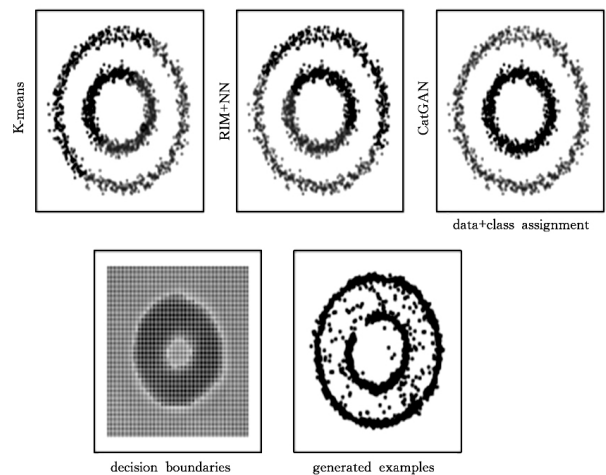 K-means
RIM+NN
CatGAN
data+class assignment
decision boundaries
generated examples